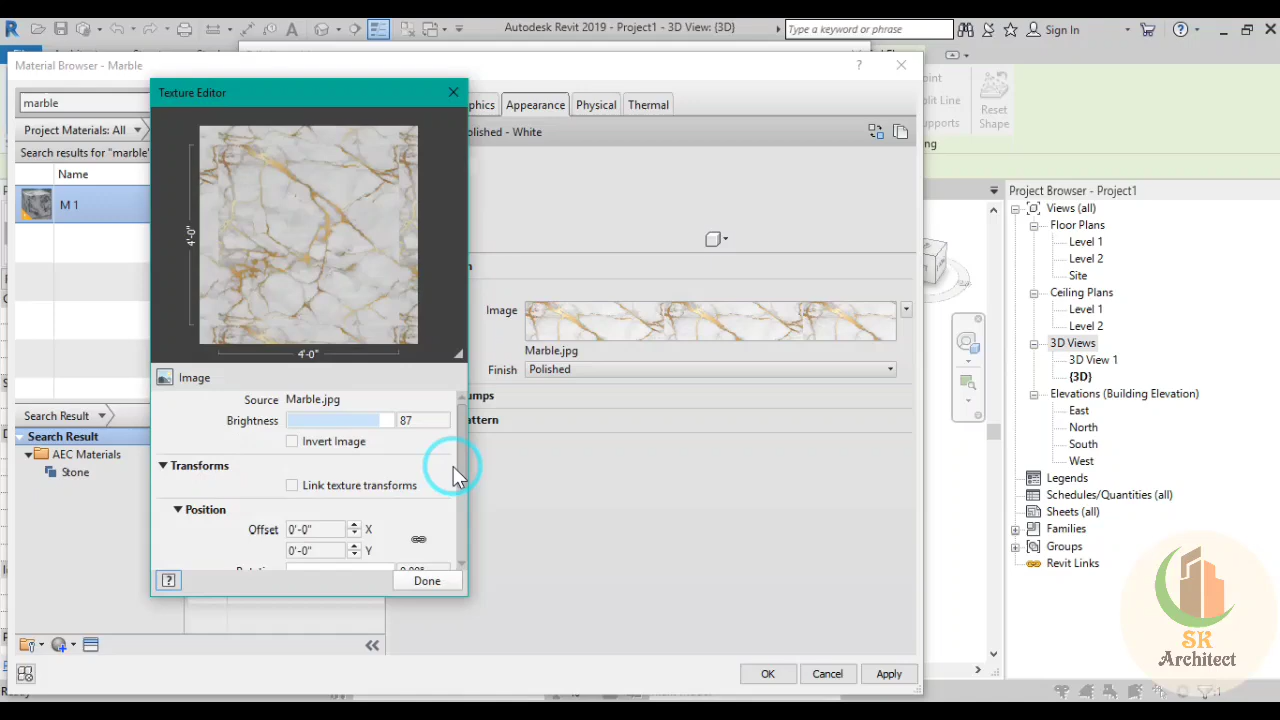 Autodesk Revit 2019 - Project1 - 3D View: {3D}
Type a keyword or phrase
Sign In
Material Browser - Marble
marble
Project Materials: All
Search results for "marble"
Name
M 1
Search Result
Search Result
AEC Materials
Stone
Texture Editor
4'-0"
4'-0"
Image
Source Marble.jpg
Brightness 87
Invert Image
Transforms
Link texture transforms
Position
Offset 0'-0" X
0'-0" Y
Done
Appearance
Physical
Thermal
olished - White
Image
Marble.jpg
Finish Polished
OK
Cancel
Apply
Reset
Shape
Project Browser - Project1
Views (all)
Floor Plans
Level 1
Level 2
Site
Ceiling Plans
Level 1
Level 2
3D Views
3D View 1
{3D}
Elevations (Building Elevation)
East
North
South
West
Legends
Schedules/Quantities (all)
Sheets (all)
Families
Groups
Revit Links
SK
Architect